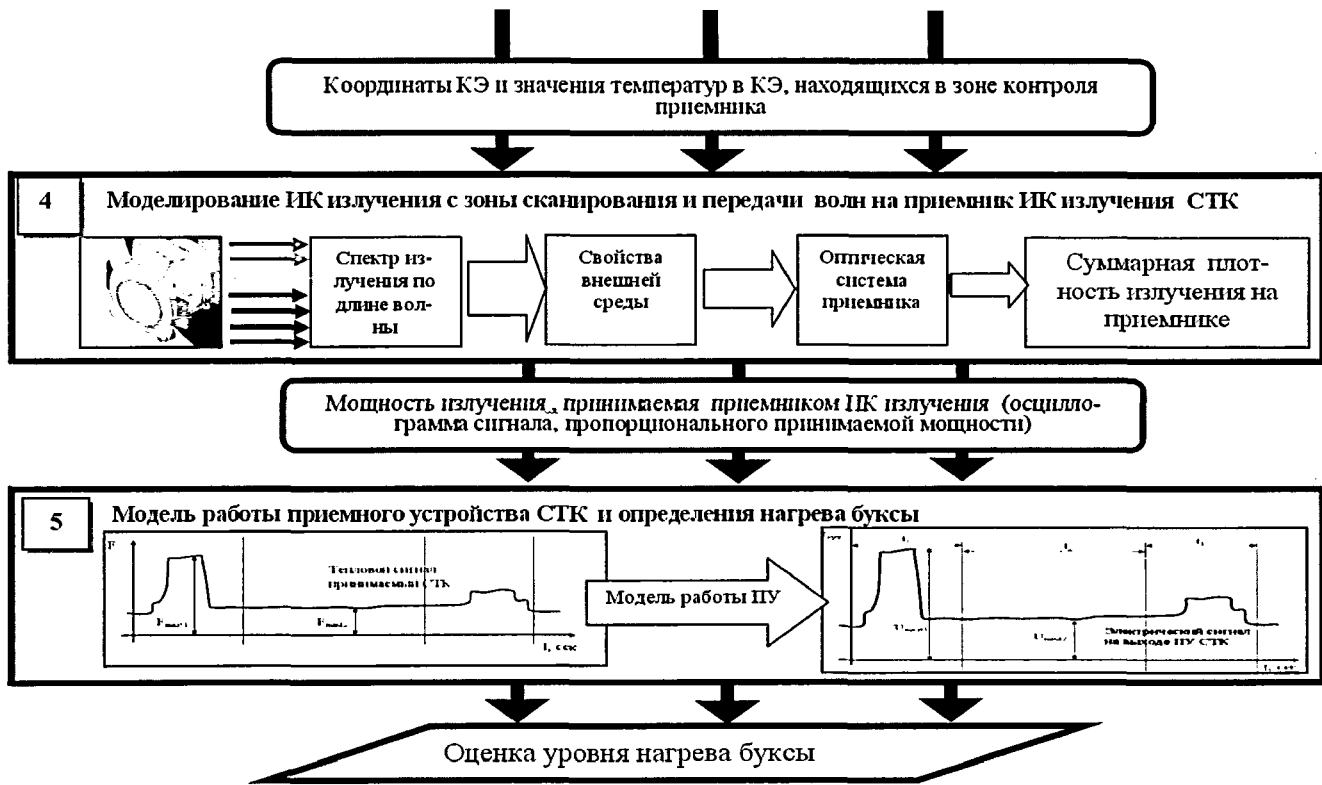 Координаты КЭ и значения температур в КЭ, находящихся в зоне контроля
приемника
4
Моделирование ИК излучения с зоны сканирования и передачи волн на приемник ИК излучения СТК
Спектр из-
лучения по
длине вол-
ны
Свойства
внешней
среды
Оптическая
система
приемника
Суммарная плот-
ность излучения на
приемнике
Мощность излучения, принимаемая приемником ИК излучения (осцилло-
грамма сигнала, пропорционального принимаемой мощности)
5
Модель работы приемного устройства СТК и определения нагрева буксы
Тепловой сигнал
принимаемый СТК
t, сек
Модель работы ПУ
Электрический сигнал
на выходе ПУ СТК
t, сек
Оценка уровня нагрева буксы